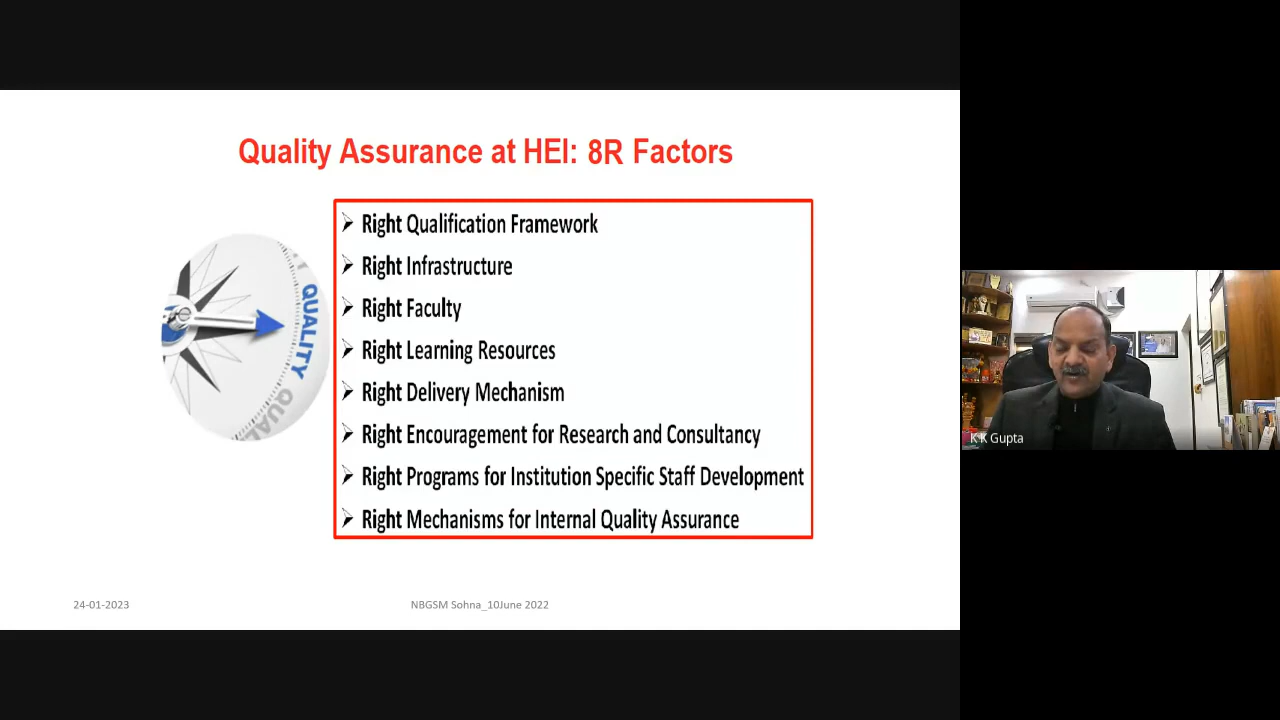 Quality Assurance at HEI: 8R Factors
Right Qualification Framework
Right Infrastructure
Right Faculty
Right Learning Resources
Right Delivery Mechanism
Right Encouragement for Research and Consultancy
Right Programs for Institution Specific Staff Development
Right Mechanisms for Internal Quality Assurance
QUALITY
QUAL
24-01-2023
NBGSM Sohna_10June 2022
K K Gupta